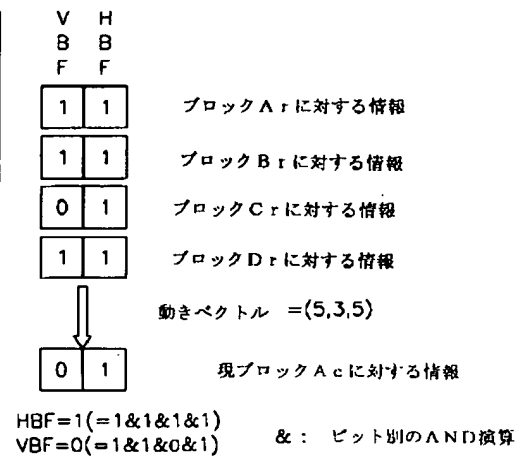 V H
B B
F F
1 1 ブロックArに対する情報
1 1 ブロックBrに対する情報
0 1 ブロックCrに対する情報
1 1 ブロックDrに対する情報
動きベクトル =(5,3,5)
0 1 現ブロックAcに対する情報
HBF=1(=1&1&1&1)
VBF=0(=1&1&0&1)
&: ビット別のAND演算